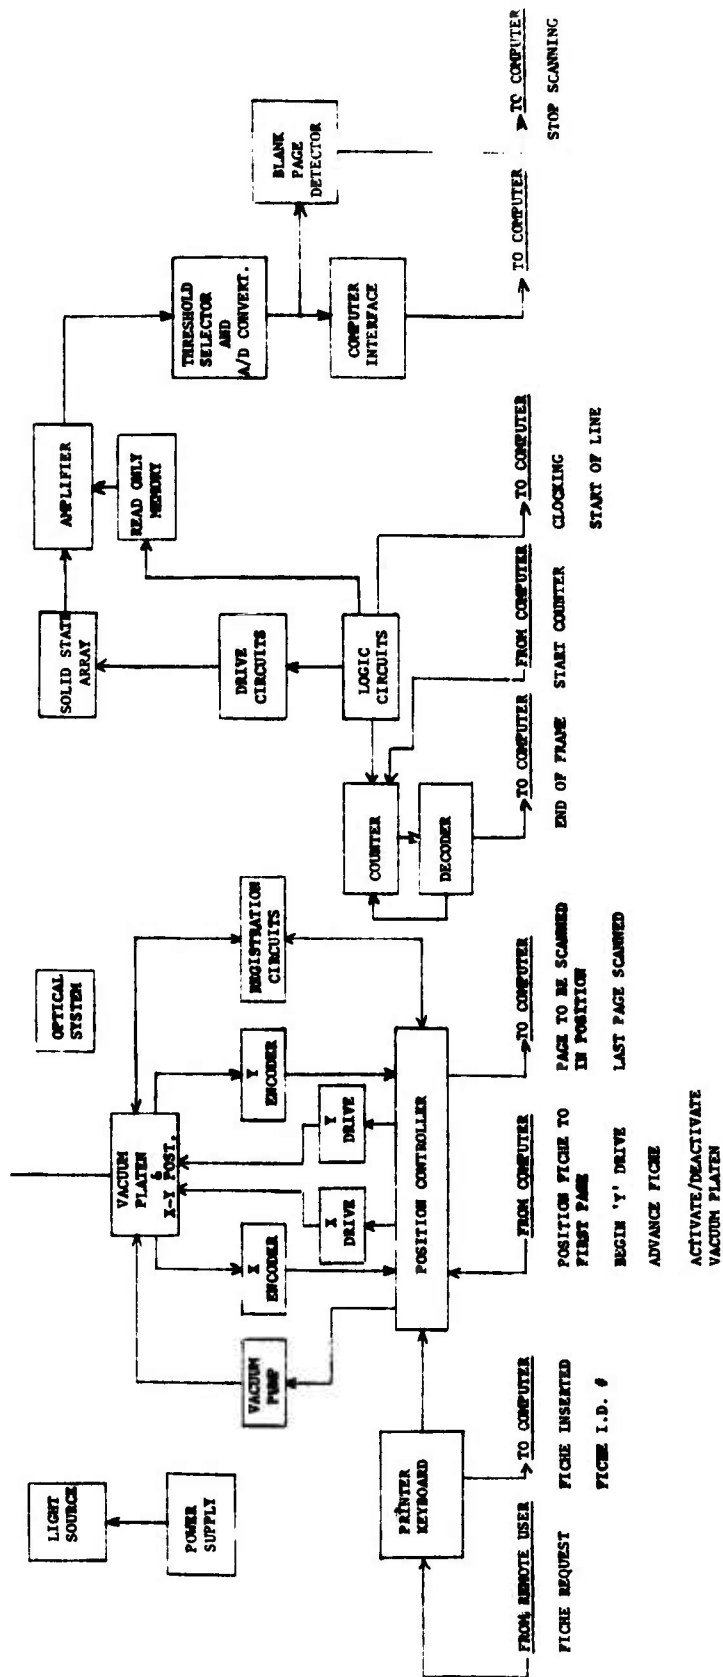 LIGHT
SOURCE
POWER
SUPPLY
PRINTER
KEYBOARD
FROM REMOTE USER
FICHE REQUEST
TO COMPUTER
FICHE INSERTED
FICHE I.D. #
VACUUM
PUMP
VACUUM
PLATEN
&
X-Y POST.
X
ENCODER
X
DRIVE
Y
DRIVE
Y
ENCODER
POSITION CONTROLLER
FROM COMPUTER
POSITION FICHE TO
FIRST PAGE
BEGIN 'Y' DRIVE
ADVANCE FICHE
ACTIVATE/DEACTIVATE
VACUUM PLATEN
TO COMPUTER
PAGE TO BE SCANNED
IN POSITION
LAST PAGE SCANNED
OPTICAL
SYSTEM
REGISTRATION
CIRCUITS
COUNTER
DECODER
TO COMPUTER
END OF FRAME
FROM COMPUTER
START COUNTER
SOLID STATE
ARRAY
DRIVE
CIRCUITS
LOGIC
CIRCUITS
TO COMPUTER
CLOCKING
START OF LINE
AMPLIFIER
READ ONLY
MEMORY
THRESHOLD
SELECTOR
AND
A/D CONVERT.
COMPUTER
INTERFACE
TO COMPUTER
BLANK
PAGE
DETECTOR
TO COMPUTER
STOP SCANNING